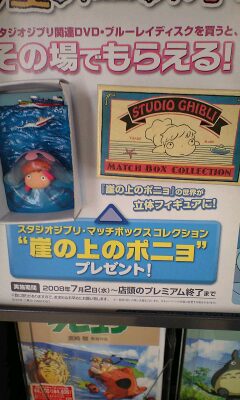 スタジオジブリ関連DVD・ブルーレイディスクを買うと、
その場でもらえる!
STUDIO GHIBLI
MATCH BOX COLLECTION
『崖の上のポニョ』の世界が
立体フィギュアに!
スタジオジブリ・マッチボックスコレクション
“崖の上のポニョ”
プレゼント!
実施期間
2008年7月2日(水)〜店頭のプレミアム終了まで